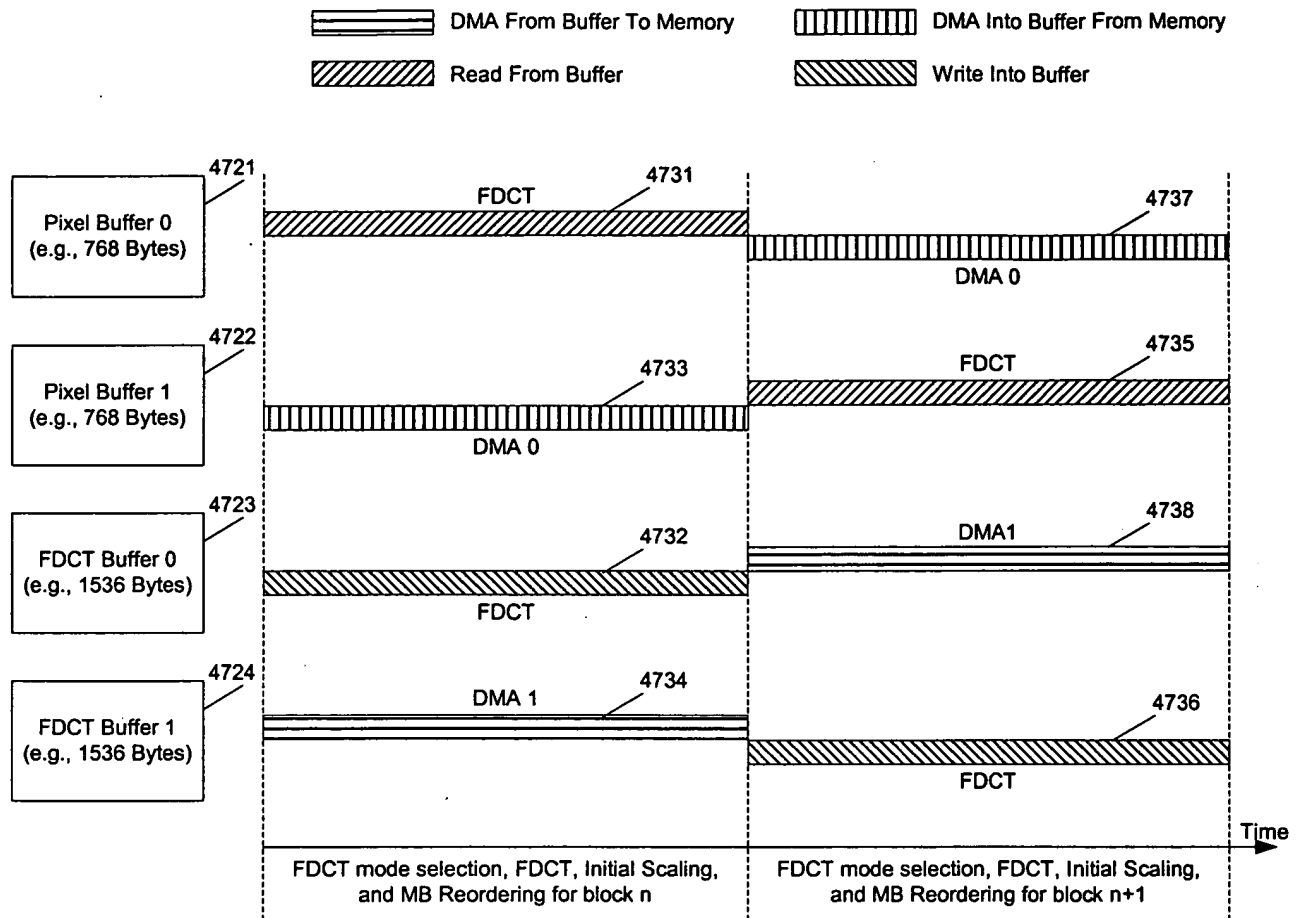 DMA From Buffer To Memory
DMA Into Buffer From Memory
Read From Buffer
Write Into Buffer
4721
Pixel Buffer 0
(e.g., 768 Bytes)
FDCT
4731
4737
DMA 0
4722
Pixel Buffer 1
(e.g., 768 Bytes)
4733
DMA 0
FDCT
4735
4723
FDCT Buffer 0
(e.g., 1536 Bytes)
4732
FDCT
DMA1
4738
4724
FDCT Buffer 1
(e.g., 1536 Bytes)
DMA 1
4734
4736
FDCT
Time
FDCT mode selection, FDCT, Initial Scaling,
and MB Reordering for block n
FDCT mode selection, FDCT, Initial Scaling,
and MB Reordering for block n+1